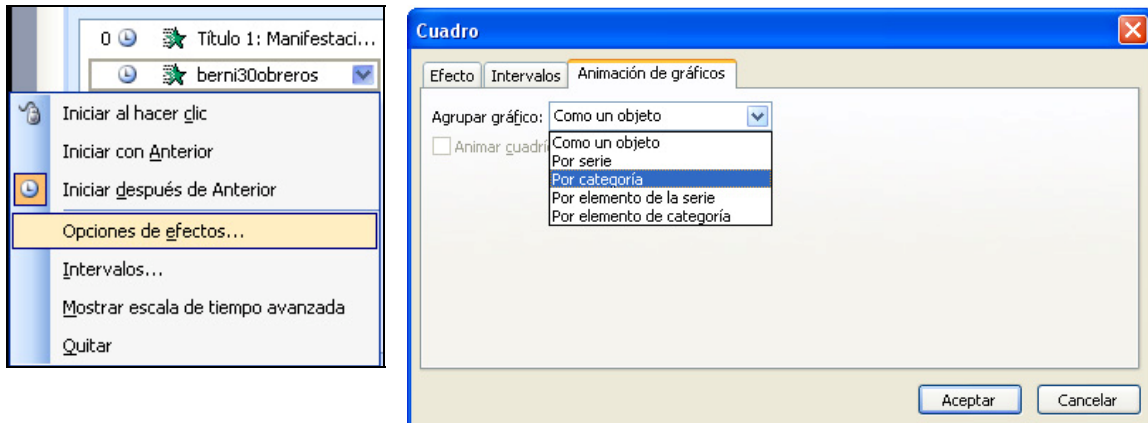 0 Título 1: Manifestaci...
berni30obreros
Iniciar al hacer clic
Iniciar con Anterior
Iniciar después de Anterior
Opciones de efectos...
Intervalos...
Mostrar escala de tiempo avanzada
Quitar
Cuadro
Efecto Intervalos Animación de gráficos
Agrupar gráfico: Como un objeto
Animar cuadrí
Como un objeto
Por serie
Por categoría
Por elemento de la serie
Por elemento de categoría
Aceptar Cancelar